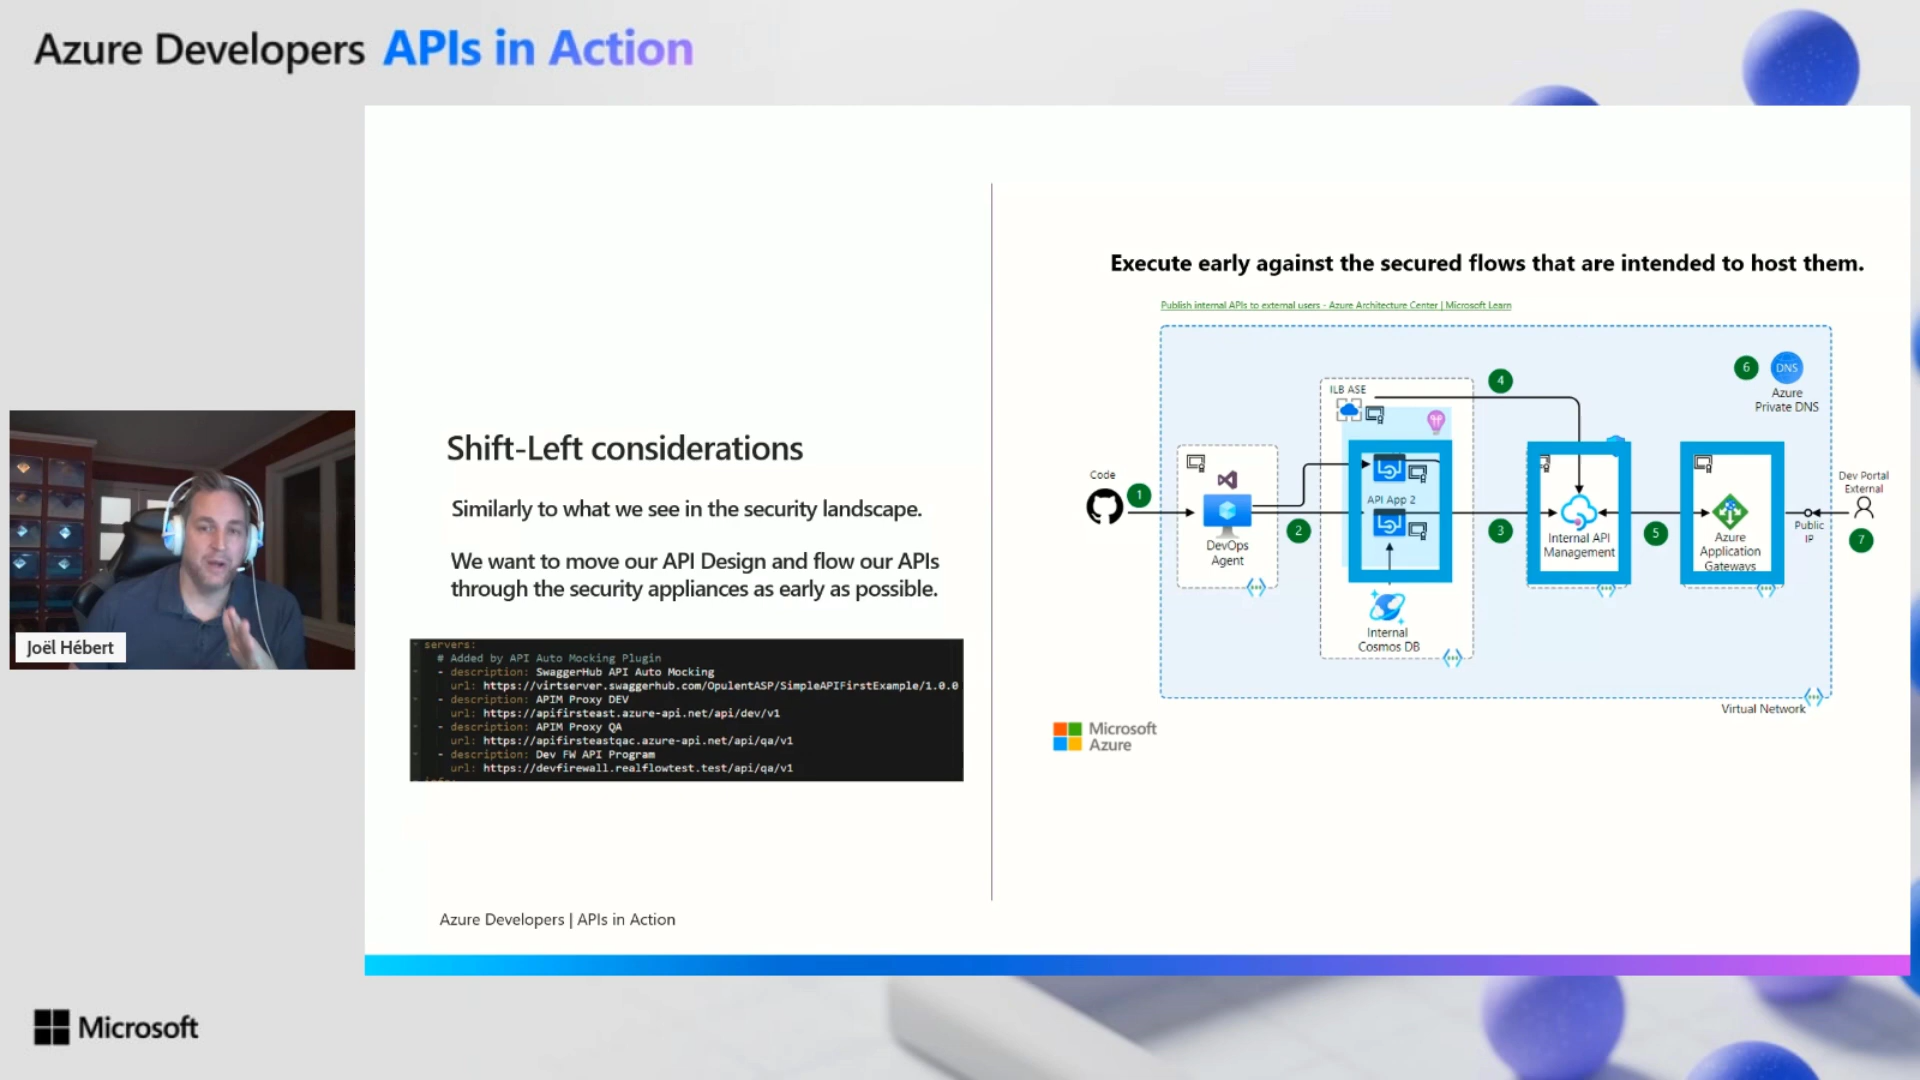 Azure Developers APIs in Action
Joël Hébert
Shift-Left considerations
Similarly to what we see in the security landscape.
We want to move our API Design and flow our APIs
through the security appliances as early as possible.
servers:
# Added by API Auto Mocking Plugin
- description: SwaggerHub API Auto Mocking
url: https://virtserver.swaggerhub.com/OpulentASP/SimpleAPIFirstExample/1.0.0
- description: APIM Proxy DEV
url: https://apifirsteast.azure-api.net/api/dev/v1
- description: APIM Proxy QA
url: https://apifirsteastqac.azure-api.net/api/qa/v1
- description: Dev FW API Program
url: https://devfirewall.realflowtest.test/api/qa/v1
Azure Developers | APIs in Action
Execute early against the secured flows that are intended to host them.
Publish internal APIs to external users - Azure Architecture Center | Microsoft Learn
Code
1
DevOps
Agent
2
ILB ASE
API App 2
Internal
Cosmos DB
3
4
Internal API
Management
5
Azure
Application
Gateways
6
DNS
Azure
Private DNS
Dev Portal
External
Public
IP
7
Virtual Network
Microsoft
Azure
Microsoft